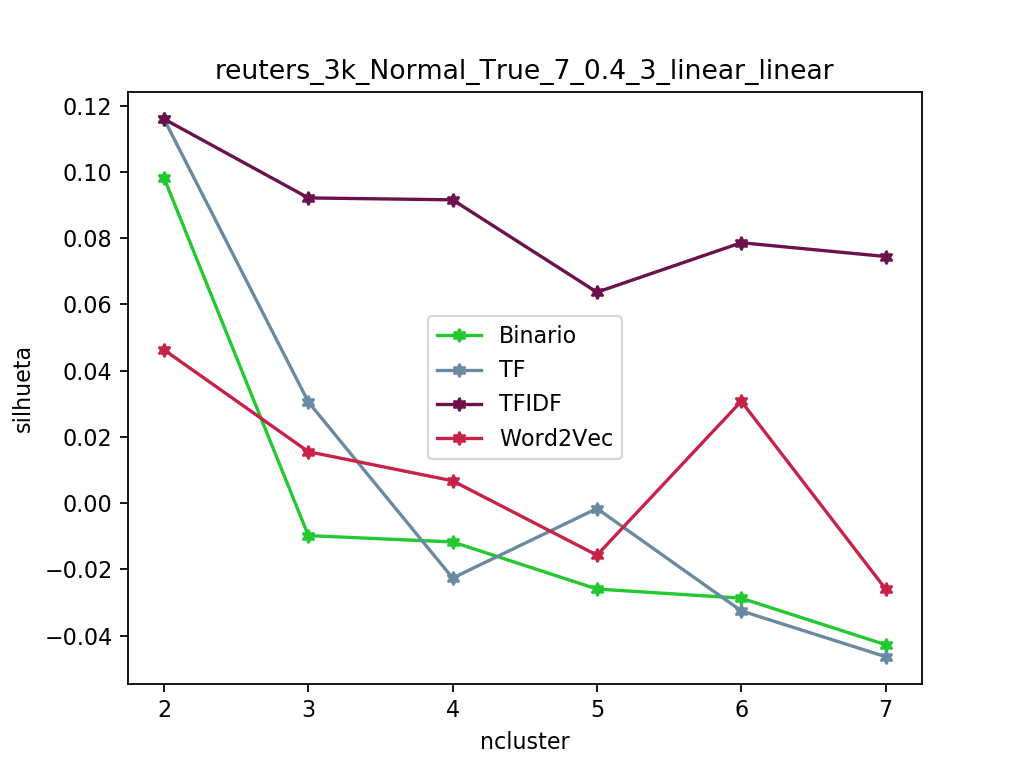 reuters_3k_Normal_True_7_0.4_3_linear_linear
silhueta
0.12
0.10
0.08
0.06
0.04
0.02
0.00
−0.02
−0.04
Binario
TF
TFIDF
Word2Vec
2 3 4 5 6 7
ncluster